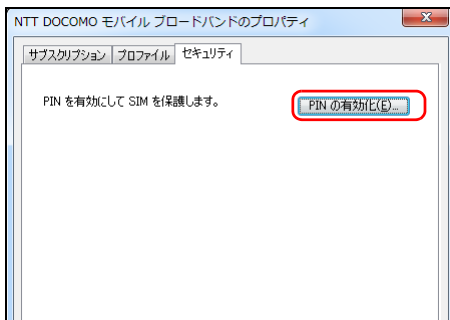 NTT DOCOMO モバイル ブロードバンドのプロパティ
サブスクリプション プロファイル セキュリティ
PIN を有効にして SIM を保護します。 PIN の有効化(E)...